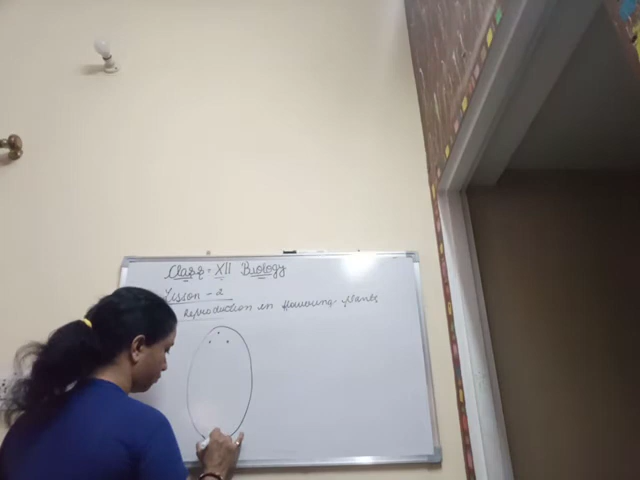 Class - XII Biology
Lesson - 2
Reproduction in flowering plants